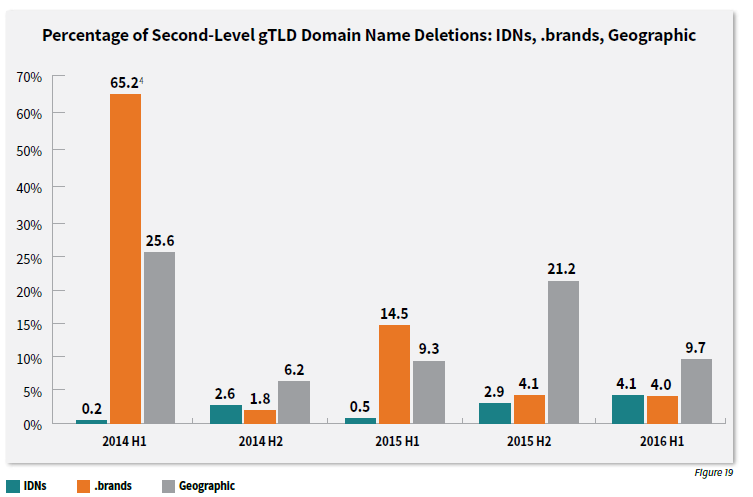 Percentage of Second-Level gTLD Domain Name Deletions: IDNs, .brands, Geographic
70%
60%
50%
40%
30%
25%
20%
15%
10%
5%
0%
0.2 65.2⁴ 25.6
2.6 1.8 6.2
0.5 14.5 9.3
2.9 4.1 21.2
4.1 4.0 9.7
2014 H1 2014 H2 2015 H1 2015 H2 2016 H1
Figure 19
IDNs .brands Geographic